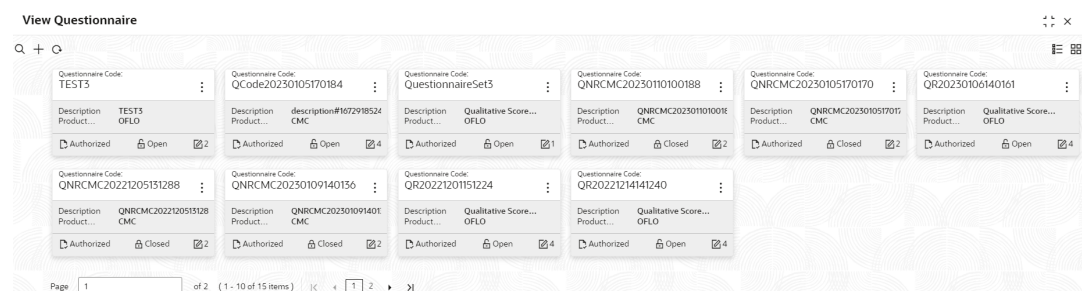 View Questionnaire
Questionnaire Code:
TEST3
Description TEST3
Product... OFLO
Authorized Open 2
Questionnaire Code:
QCode20230105170184
Description description#1672918524
Product... CMC
Authorized Open 4
Questionnaire Code:
QuestionnaireSet3
Description Qualitative Score...
Product... OFLO
Authorized Open 1
Questionnaire Code:
QNRCMC20230110100188
Description QNRCMC2023011010018
Product... CMC
Authorized Closed 2
Questionnaire Code:
QNRCMC20230105170170
Description QNRCMC2023010517017
Product... CMC
Authorized Closed 2
Questionnaire Code:
QR20230106140161
Description Qualitative Score...
Product... OFLO
Authorized Open 4
Questionnaire Code:
QNRCMC20221205131288
Description QNRCMC2022120513128
Product... CMC
Authorized Closed 2
Questionnaire Code:
QNRCMC20230109140136
Description QNRCMC202301091401
Product... CMC
Authorized Closed 2
Questionnaire Code:
QR20221201151224
Description Qualitative Score...
Product... OFLO
Authorized Open 4
Questionnaire Code:
QR20221214141240
Description Qualitative Score...
Product... OFLO
Authorized Open 4
Page 1 of 2 (1 - 10 of 15 items) 1 2